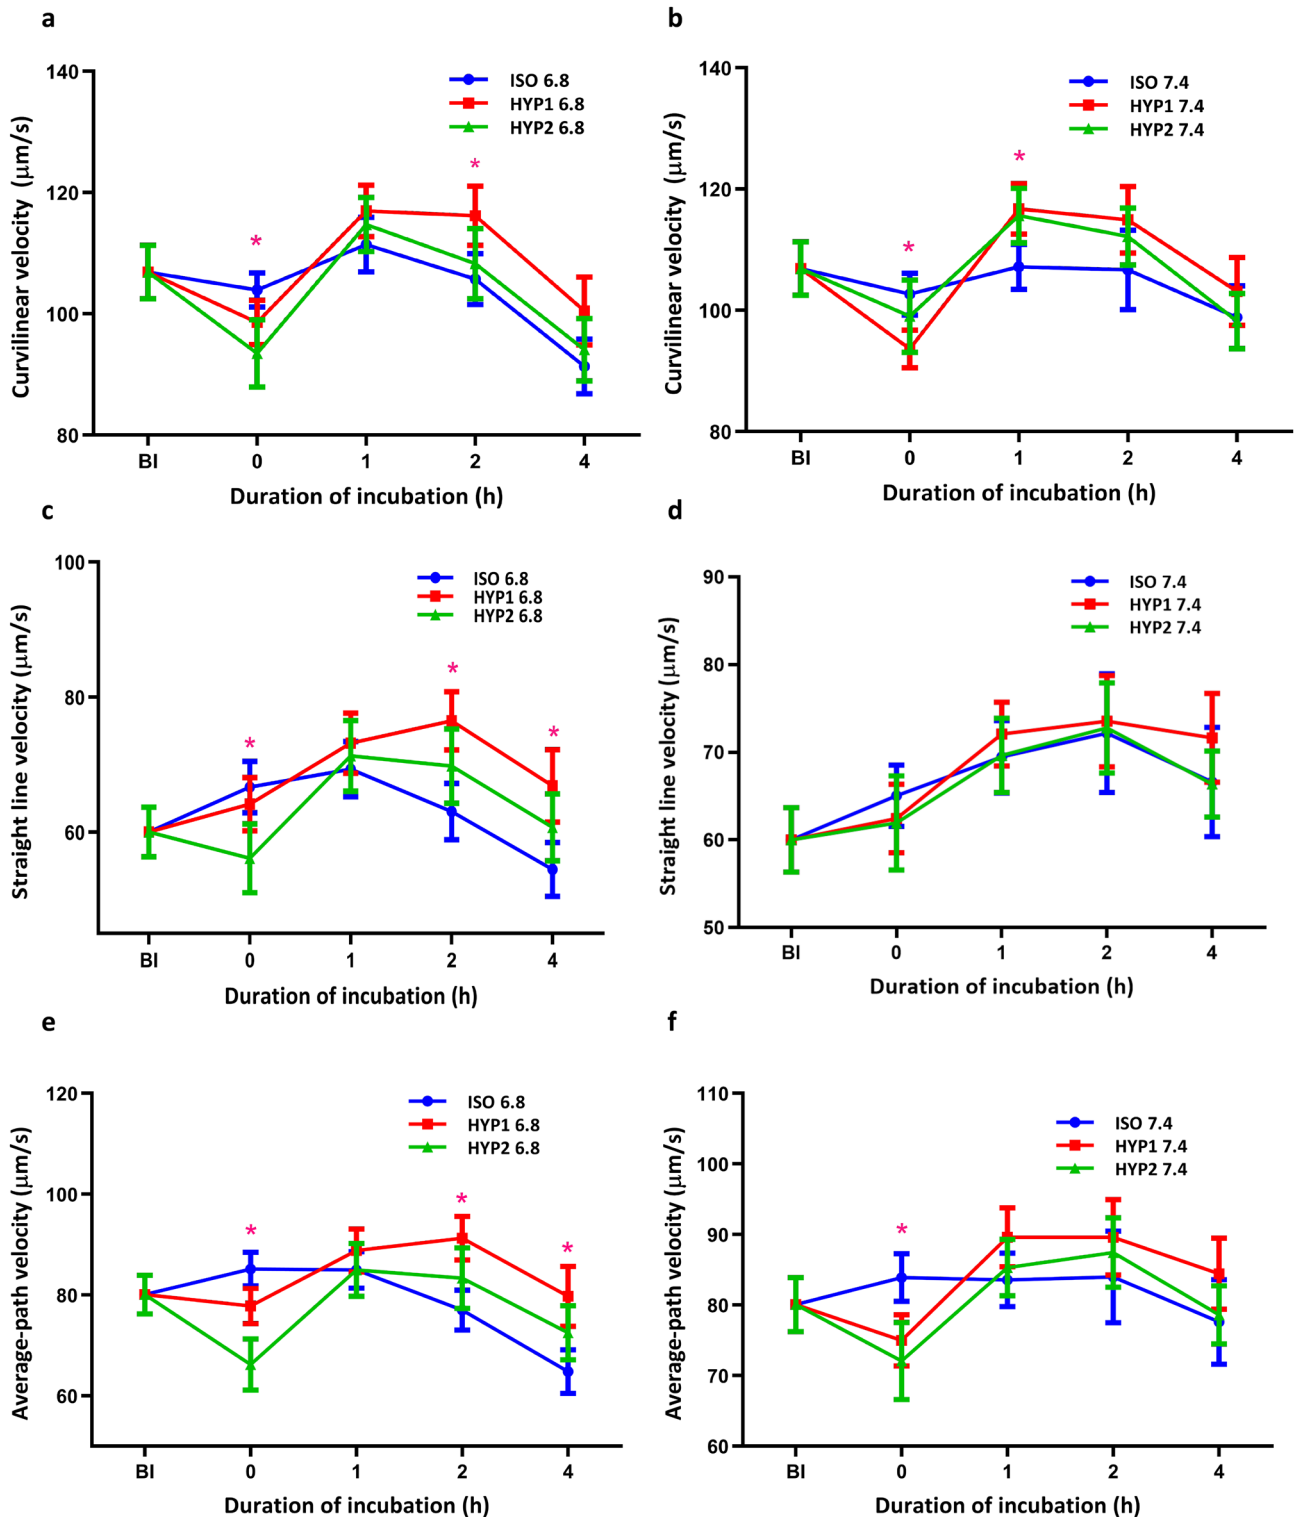 a
Curvilinear velocity (μm/s)
140
120
100
80
ISO 6.8
HYP1 6.8
HYP2 6.8
*
*
BI 0 1 2 4
Duration of incubation (h)
b
Curvilinear velocity (μm/s)
140
120
100
80
ISO 7.4
HYP1 7.4
HYP2 7.4
*
*
BI 0 1 2 4
Duration of incubation (h)
c
Straight line velocity (μm/s)
100
80
60
ISO 6.8
HYP1 6.8
HYP2 6.8
*
*
*
BI 0 1 2 4
Duration of incubation (h)
d
Straight line velocity (μm/s)
90
80
70
60
50
ISO 7.4
HYP1 7.4
HYP2 7.4
BI 0 1 2 4
Duration of incubation (h)
e
Average-path velocity (μm/s)
120
100
80
60
ISO 6.8
HYP1 6.8
HYP2 6.8
*
*
*
BI 0 1 2 4
Duration of incubation (h)
f
Average-path velocity (μm/s)
110
100
90
80
70
60
ISO 7.4
HYP1 7.4
HYP2 7.4
*
BI 0 1 2 4
Duration of incubation (h)